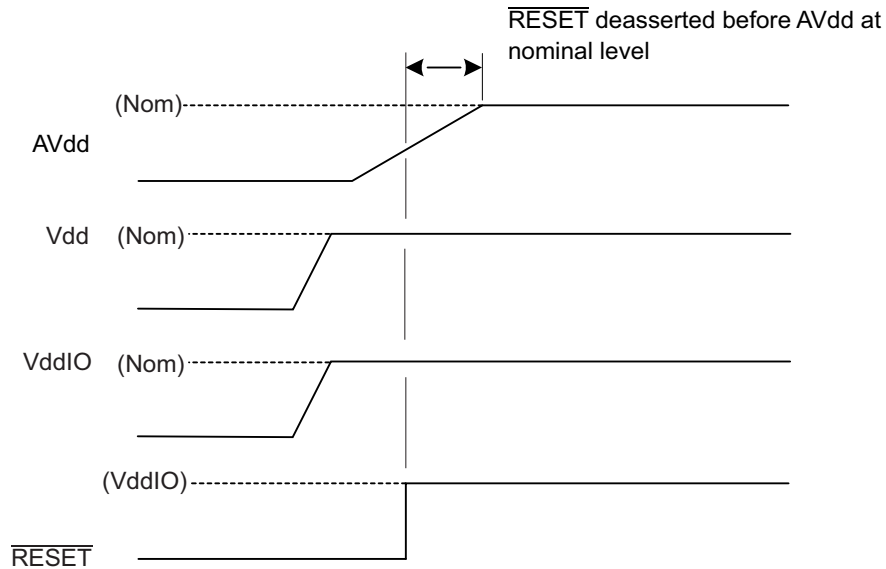 RESET deasserted before AVdd at
nominal level
(Nom)
AVdd
Vdd (Nom)
VddIO (Nom)
(VddIO)
RESET